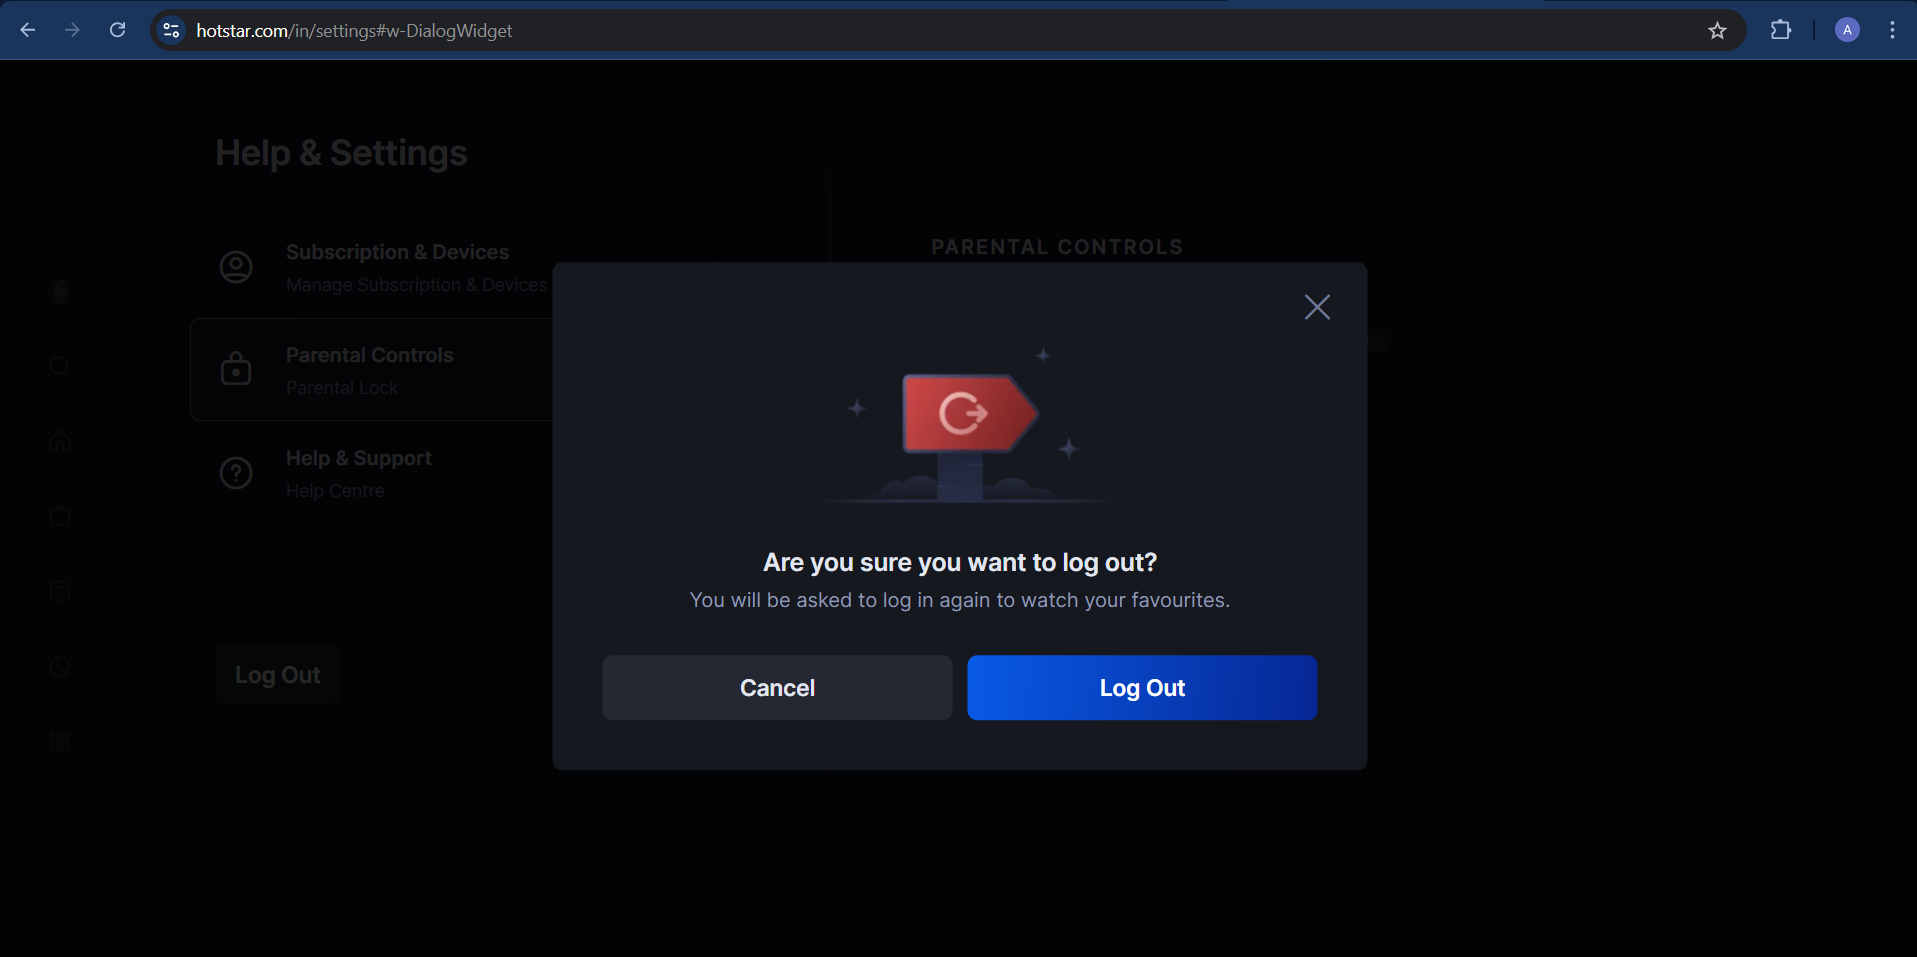 hotstar.com/in/settings#w-DialogWidget
A
Help & Settings
Subscription & Devices
Manage Subscription & Devices
Parental Controls
Parental Lock
Help & Support
Help Centre
Log Out
PARENTAL CONTROLS
Are you sure you want to log out?
You will be asked to log in again to watch your favourites.
Cancel
Log Out